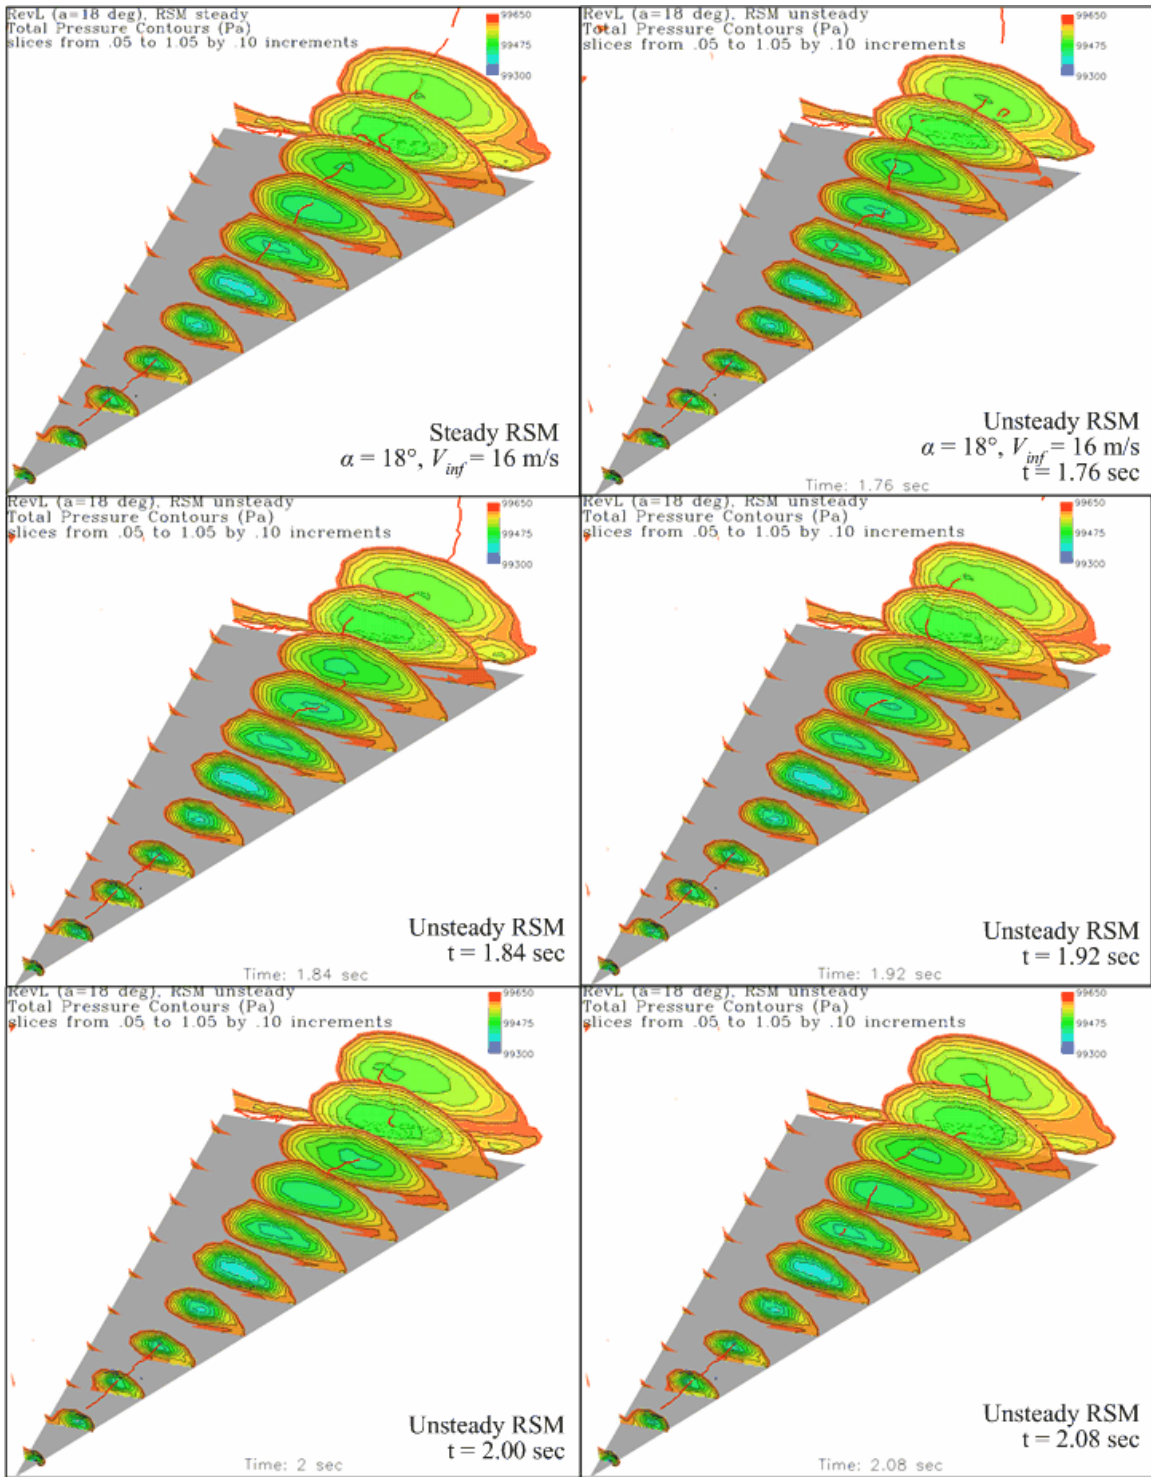 RevL (a=18 deg), RSM steady
Total Pressure Contours (Pa)
slices from .05 to 1.05 by .10 increments
99650
99475
99300
Steady RSM
α = 18°, Vinf = 16 m/s
RevL (a=18 deg), RSM unsteady
Total Pressure Contours (Pa)
slices from .05 to 1.05 by .10 increments
99650
99475
99300
Unsteady RSM
α = 18°, Vinf = 16 m/s
t = 1.76 sec
Time: 1.76 sec
RevL (a=18 deg), RSM unsteady
Total Pressure Contours (Pa)
slices from .05 to 1.05 by .10 increments
99650
99475
99300
Unsteady RSM
t = 1.84 sec
Time: 1.84 sec
RevL (a=18 deg), RSM unsteady
Total Pressure Contours (Pa)
slices from .05 to 1.05 by .10 increments
99650
99475
99300
Unsteady RSM
t = 1.92 sec
Time: 1.92 sec
RevL (a=18 deg), RSM unsteady
Total Pressure Contours (Pa)
slices from .05 to 1.05 by .10 increments
99650
99475
99300
Unsteady RSM
t = 2.00 sec
Time: 2 sec
RevL (a=18 deg), RSM unsteady
Total Pressure Contours (Pa)
slices from .05 to 1.05 by .10 increments
99650
99475
99300
Unsteady RSM
t = 2.08 sec
Time: 2.08 sec